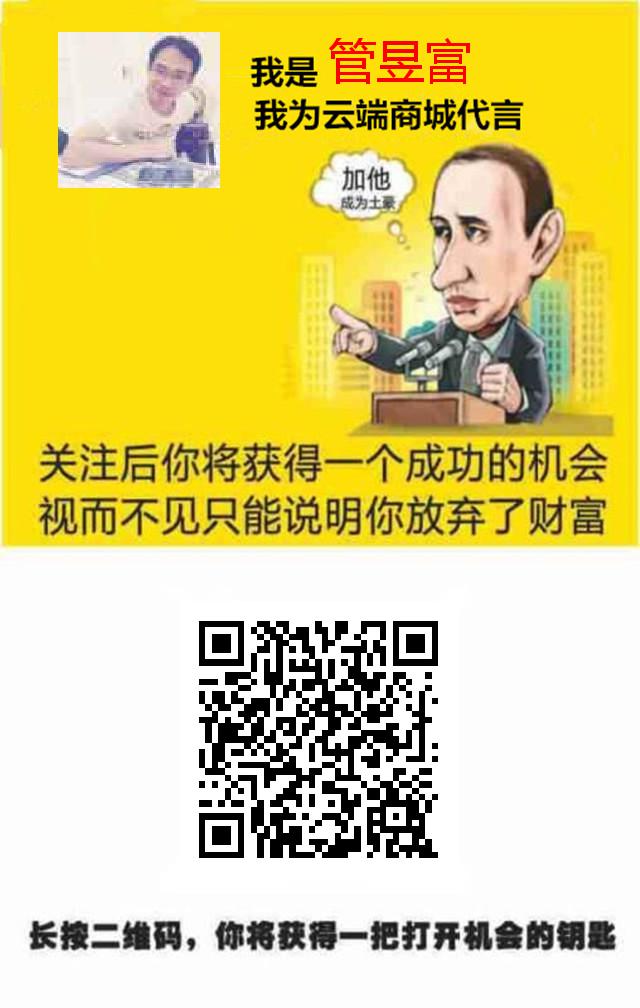 我是 管昱富
我为云端商城代言
加他
成为土豪
关注后你将获得一个成功的机会
视而不见只能说明你放弃了财富
长按二维码，你将获得一把打开机会的钥匙